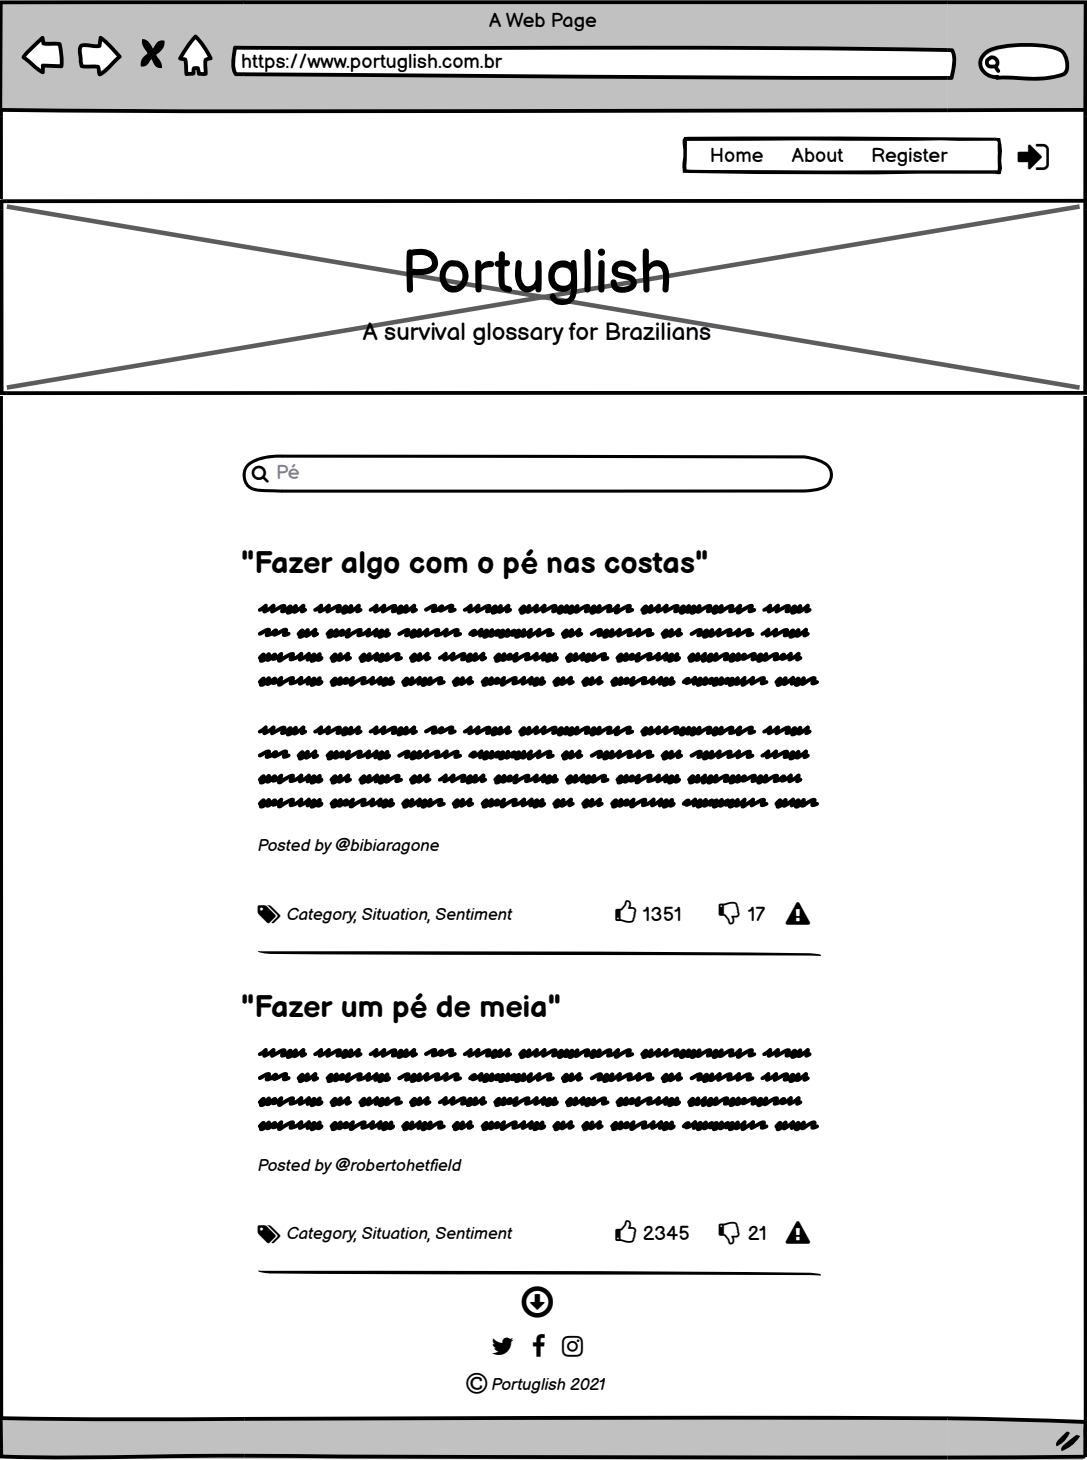 A Web Page
https://www.portuglish.com.br
Home About Register
Portuglish
A survival glossary for Brazilians
Pé
"Fazer algo com o pé nas costas"
Posted by @bibiaragone
Category, Situation, Sentiment 1351 17
"Fazer um pé de meia"
Posted by @robertohetfield
Category, Situation, Sentiment 2345 21
© Portuglish 2021